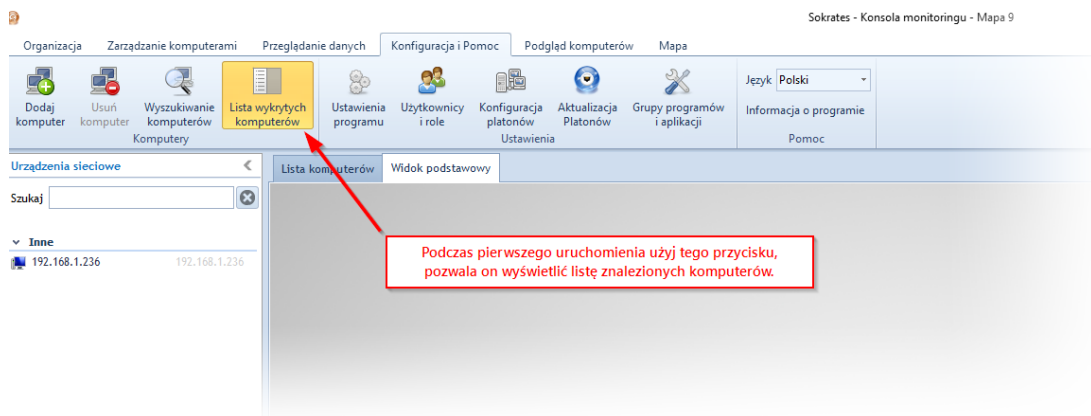 Sokrates - Konsola monitoringu - Mapa 9
Organizacja Zarządzanie komputerami Przeglądanie danych Konfiguracja i Pomoc Podgląd komputerów Mapa
Dodaj komputer
Usuń komputer
Wyszukiwanie komputerów
Lista wykrytych komputerów
Ustawienia programu
Użytkownicy i role
Konfiguracja platonów
Aktualizacja Platonów
Grupy programów i aplikacji
Język Polski
Informacja o programie
Komputery Ustawienia Pomoc
Urządzenia sieciowe
Lista komputerów Widok podstawowy
Szukaj
Inne
192.168.1.236 192.168.1.236
Podczas pierwszego uruchomienia użyj tego przycisku,
pozwala on wyświetlić listę znalezionych komputerów.